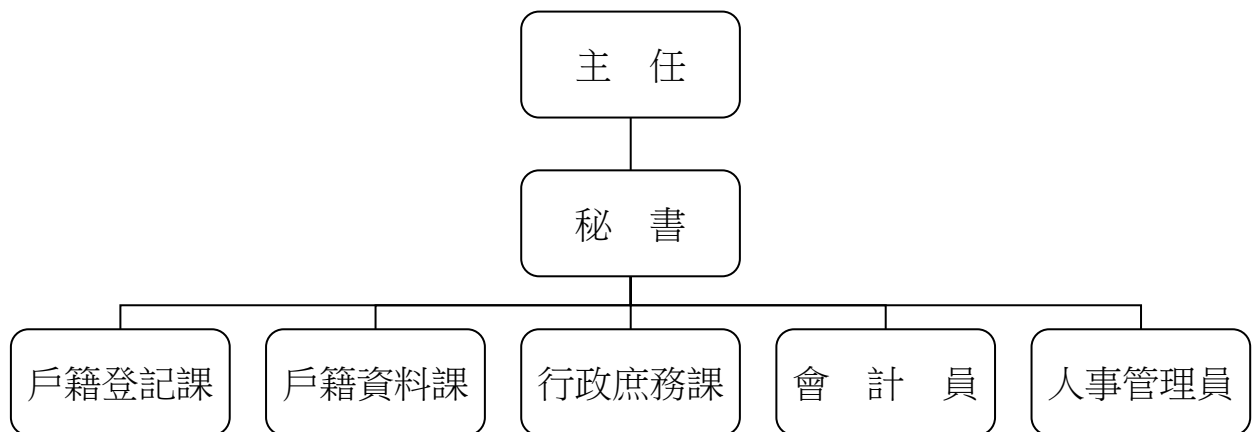 主　任
秘　書
戶籍登記課
戶籍資料課
行政庶務課
會　計　員
人事管理員